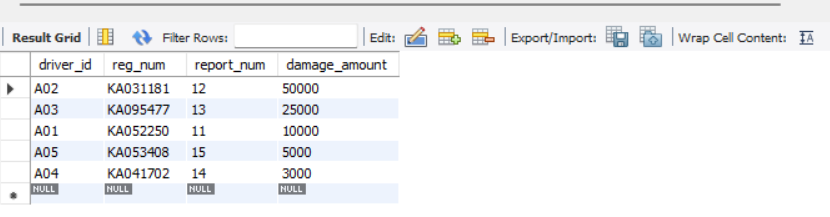 Result Grid Filter Rows: Edit: Export/Import: Wrap Cell Content: IA
driver_id reg_num report_num damage_amount
A02 KA031181 12 50000
A03 KA095477 13 25000
A01 KA052250 11 10000
A05 KA053408 15 5000
A04 KA041702 14 3000
NULL NULL NULL NULL